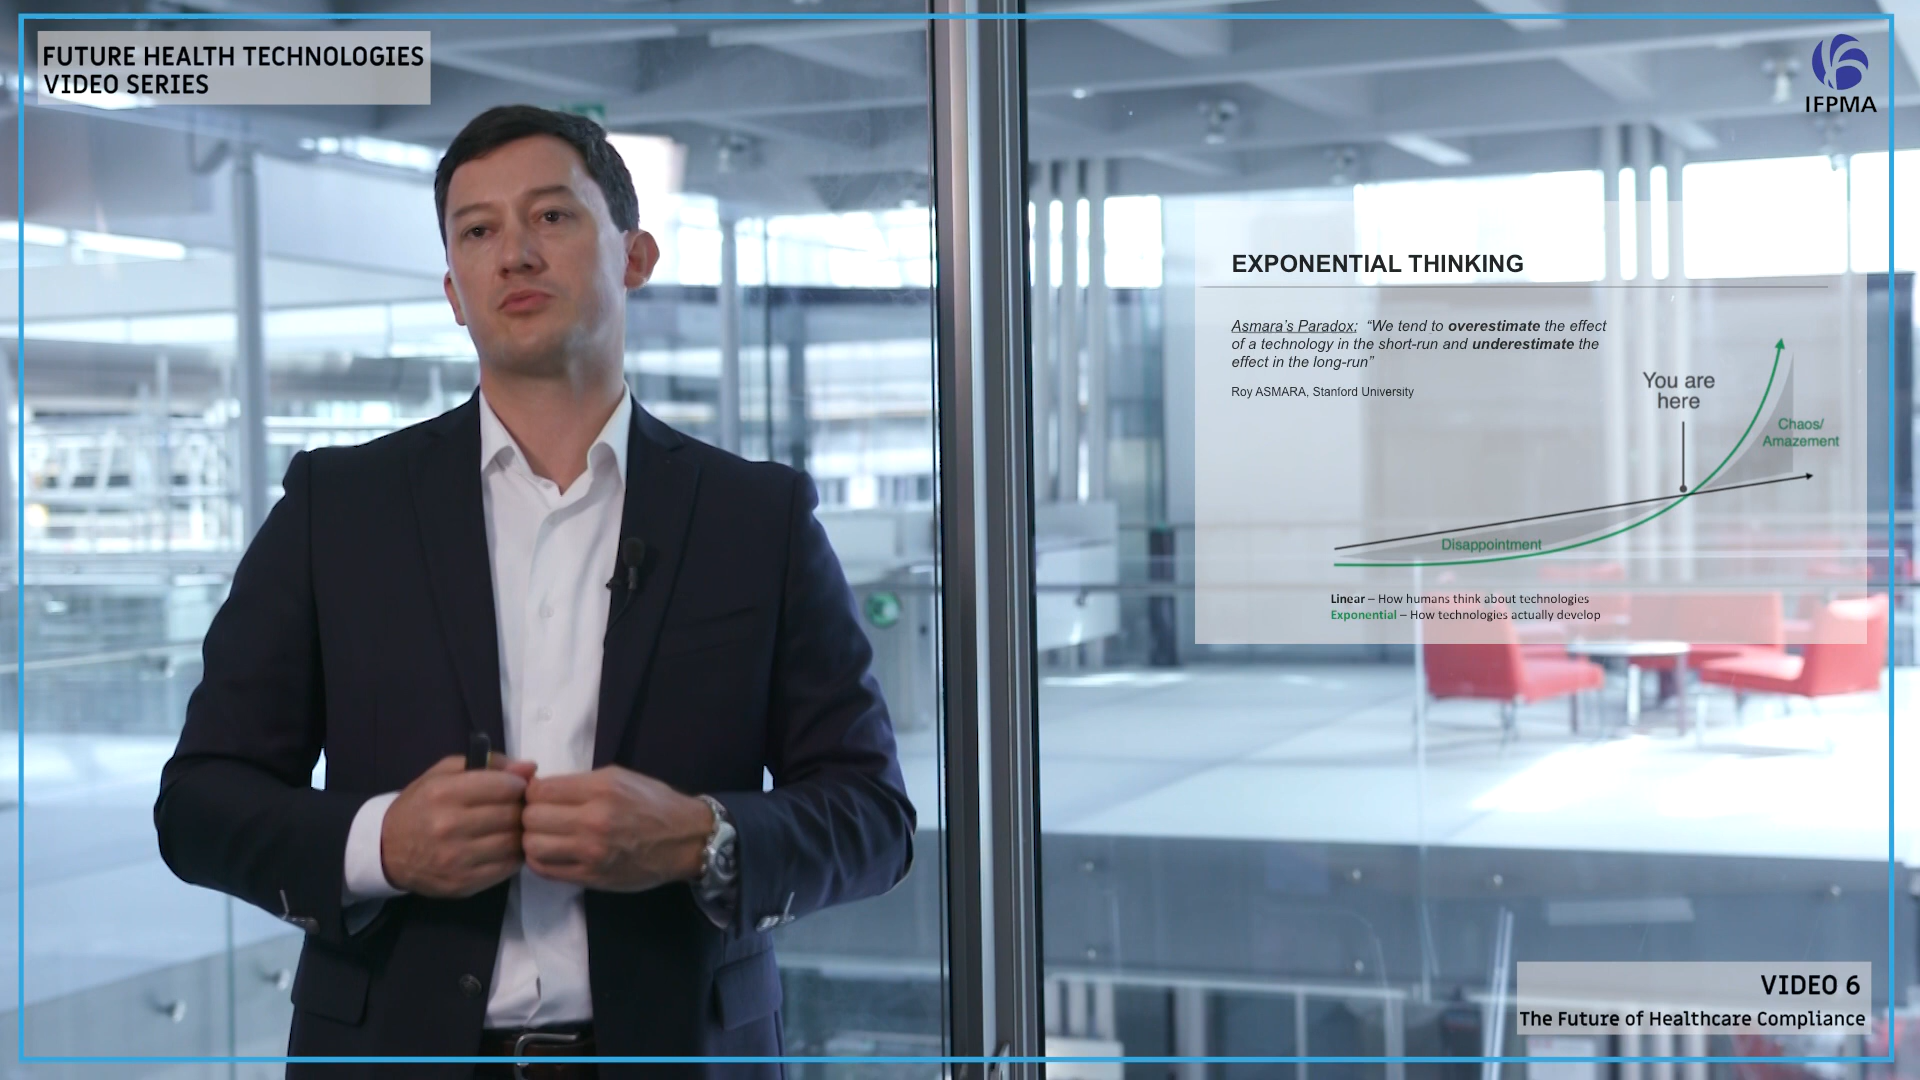 FUTURE HEALTH TECHNOLOGIES
VIDEO SERIES
IFPMA
EXPONENTIAL THINKING
Asmara's Paradox: “We tend to overestimate the effect
of a technology in the short-run and underestimate the
effect in the long-run”
Roy ASMARA, Stanford University
You are
here
Chaos/
Amazement
Disappointment
Linear – How humans think about technologies
Exponential – How technologies actually develop
VIDEO 6
The Future of Healthcare Compliance